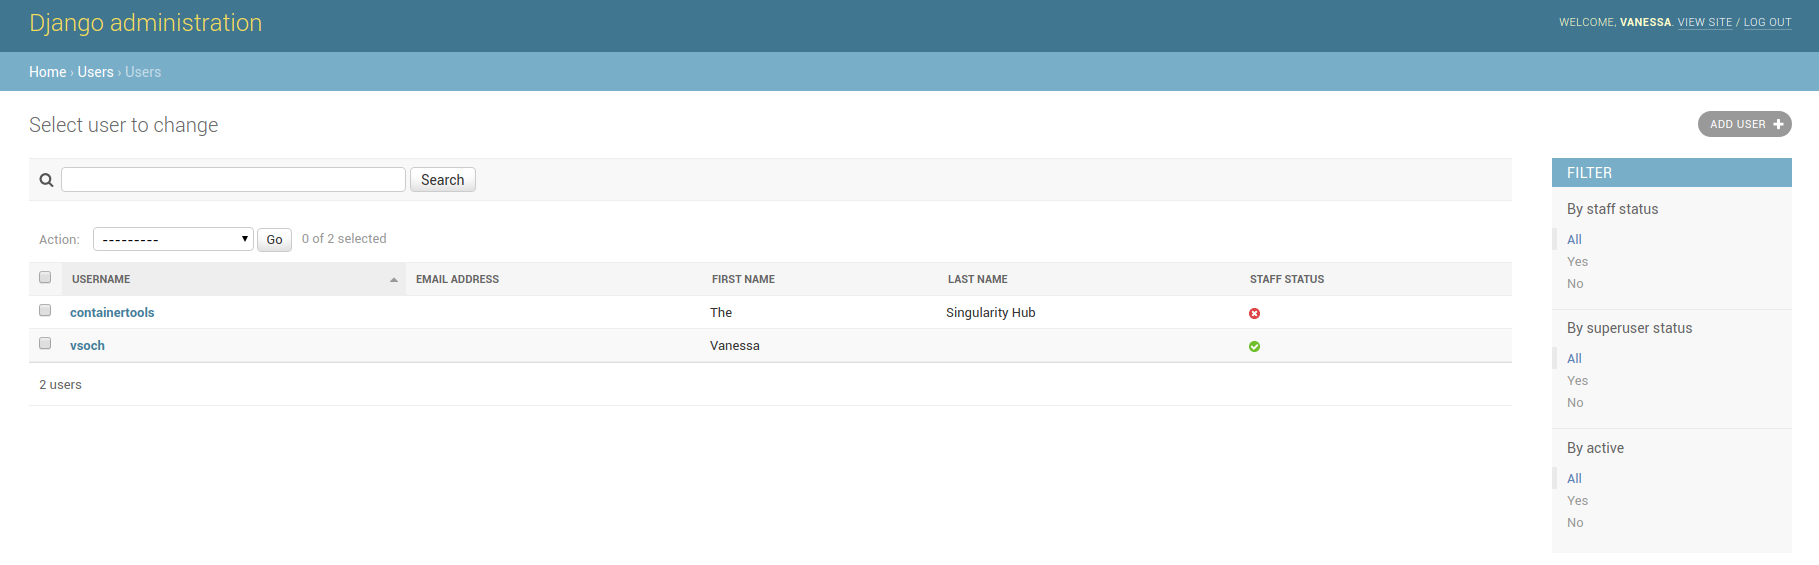 Django administration
WELCOME, VANESSA. VIEW SITE / LOG OUT
Home › Users › Users
Select user to change
ADD USER
Search
FILTER
By staff status
All
Yes
No
By superuser status
All
Yes
No
By active
All
Yes
No
Action: --------- Go 0 of 2 selected
USERNAME EMAIL ADDRESS FIRST NAME LAST NAME STAFF STATUS
containertools The Singularity Hub
vsoch Vanessa
2 users